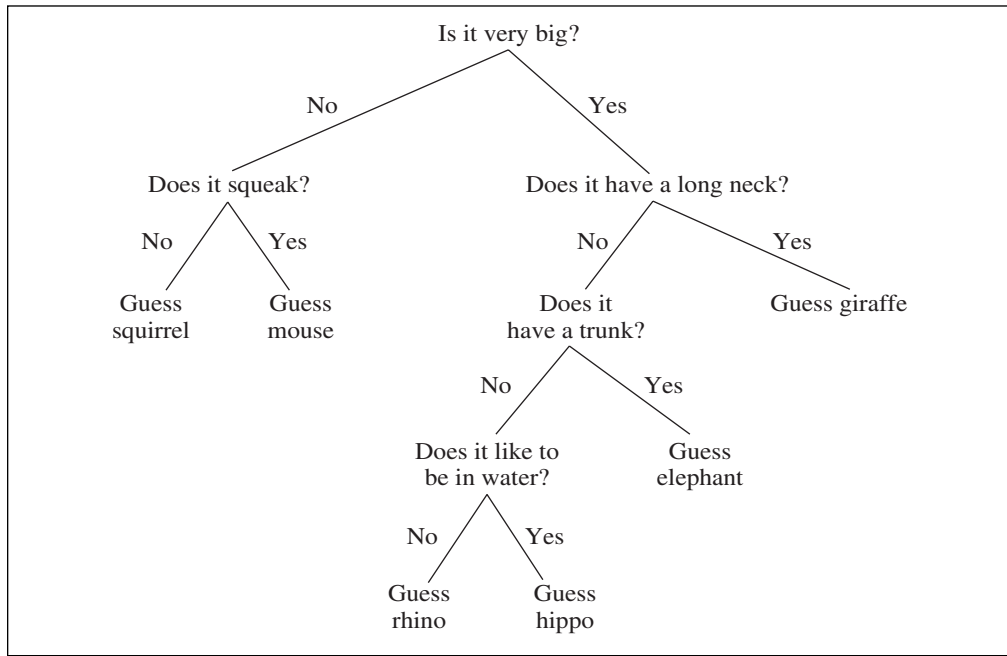 Is it very big?
No
Yes
Does it squeak?
Does it have a long neck?
No
Yes
No
Yes
Guess
squirrel
Guess
mouse
Does it
have a trunk?
Guess giraffe
No
Yes
Does it like to
be in water?
Guess
elephant
No
Yes
Guess
rhino
Guess
hippo